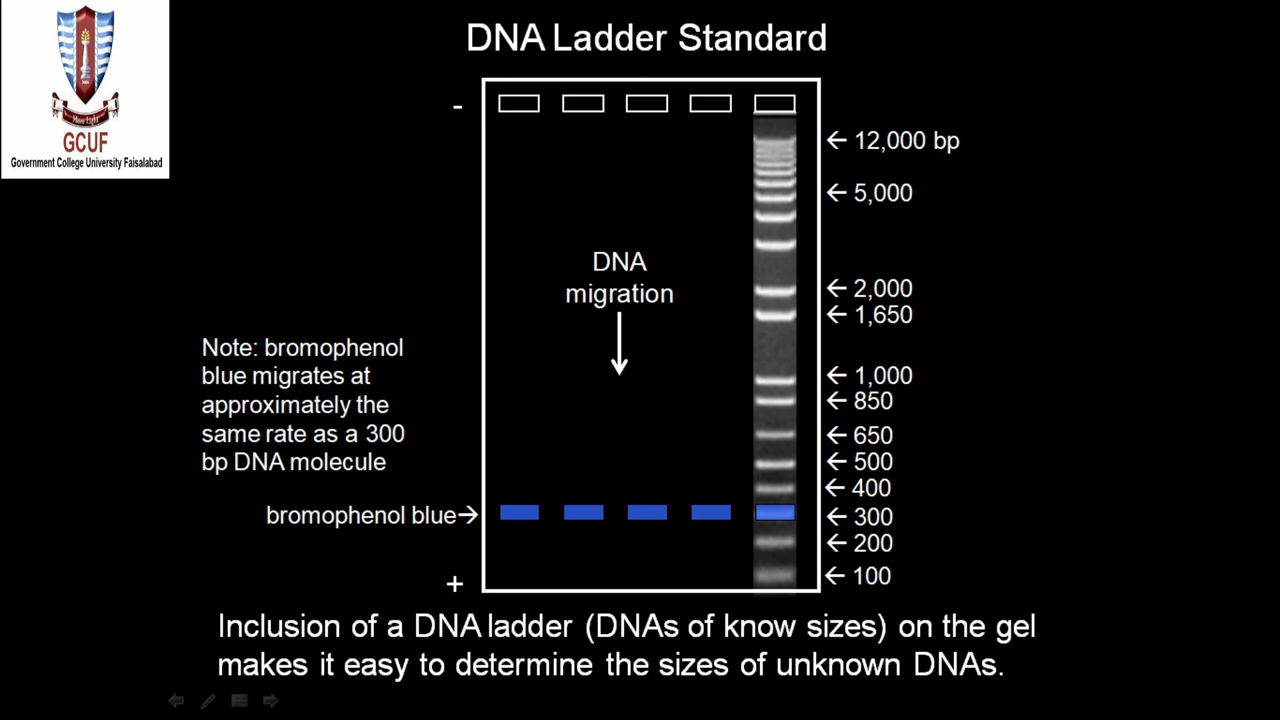 DNA Ladder Standard
More Light
GCUF
Government College University Faisalabad
-
← 12,000 bp
← 5,000
DNA
migration
← 2,000
← 1,650
Note: bromophenol
blue migrates at
approximately the
same rate as a 300
bp DNA molecule
← 1,000
← 850
← 650
← 500
← 400
bromophenol blue→
← 300
← 200
← 100
+
Inclusion of a DNA ladder (DNAs of know sizes) on the gel
makes it easy to determine the sizes of unknown DNAs.